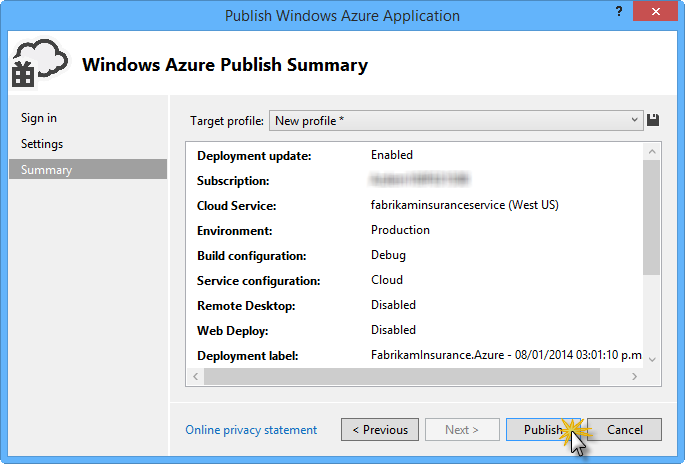 Publish Windows Azure Application
?
Windows Azure Publish Summary
Sign in
Settings
Summary
Target profile: New profile *
Deployment update: Enabled
Subscription:
Cloud Service: fabrikaminsuranceservice (West US)
Environment: Production
Build configuration: Debug
Service configuration: Cloud
Remote Desktop: Disabled
Web Deploy: Disabled
Deployment label: FabrikamInsurance.Azure - 08/01/2014 03:01:10 p.m
Online privacy statement < Previous Next > Publish Cancel